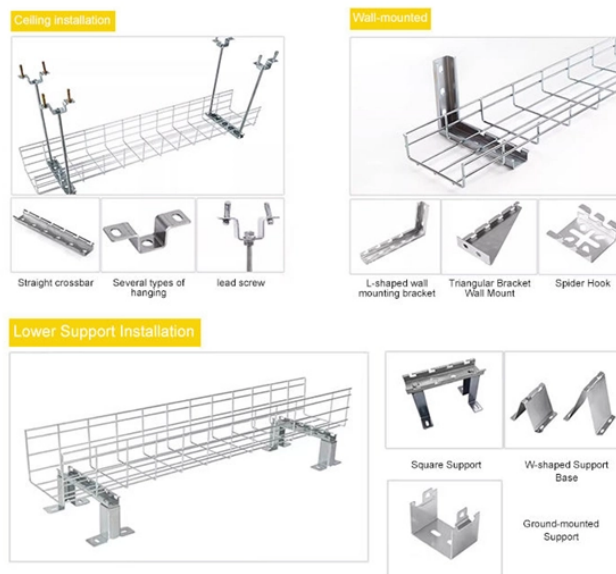 Ceiling installation
Wall-mounted
Straight crossbar
Several types of
hanging
lead screw
L-shaped wall
mounting bracket
Triangular Bracket
Wall Mount
Spider Hook
Lower Support Installation
Square Support
W-shaped Support
Base
Ground-mounted
Support